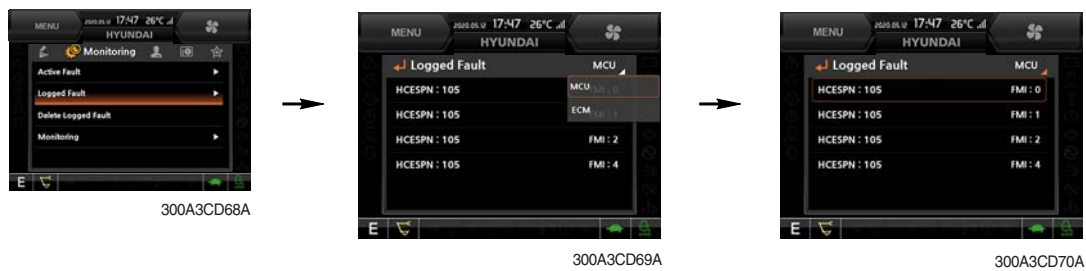 MENU 2020.05.12 17:47 26°C
HYUNDAI
Monitoring
Active Fault
Logged Fault
Delete Logged Fault
Monitoring
E
300A3CD68A
MENU 2020.05.12 17:47 26°C
HYUNDAI
Logged Fault MCU
HCESPN : 105 MCU
HCESPN : 105 ECM
HCESPN : 105 FMI : 2
HCESPN : 105 FMI : 4
E
300A3CD69A
MENU 2020.05.12 17:47 26°C
HYUNDAI
Logged Fault MCU
HCESPN : 105 FMI : 0
HCESPN : 105 FMI : 1
HCESPN : 105 FMI : 2
HCESPN : 105 FMI : 4
E
300A3CD70A